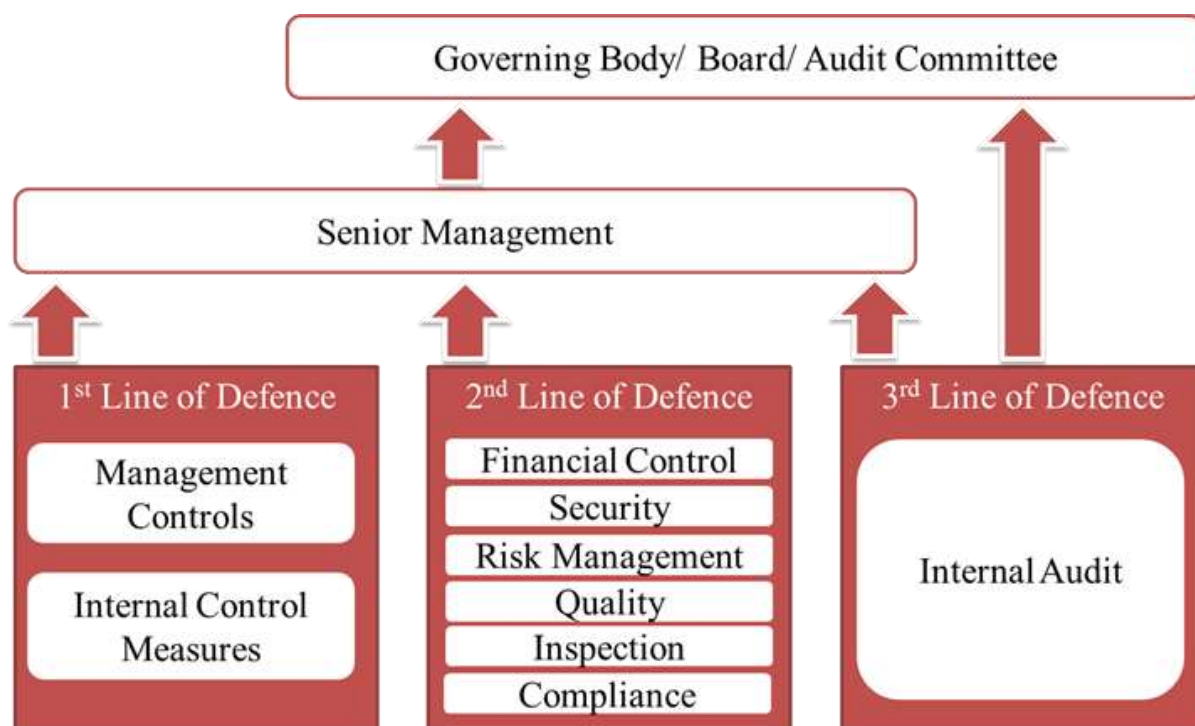 Governing Body/ Board/ Audit Committee
Senior Management
1st Line of Defence
Management
Controls
Internal Control
Measures
2nd Line of Defence
Financial Control
Security
Risk Management
Quality
Inspection
Compliance
3rd Line of Defence
Internal Audit